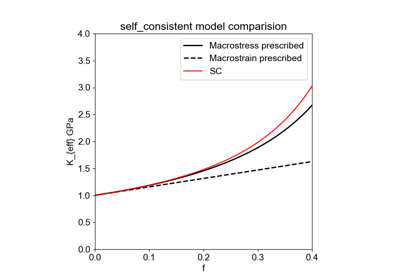 self_consistent model comparision
4.0
3.5
3.0
2.5
2.0
1.5
1.0
0.5
0.0
K_{eff} GPa
Macrostress prescribed
Macrostrain prescribed
SC
0.0 0.1 0.2 0.3 0.4
f